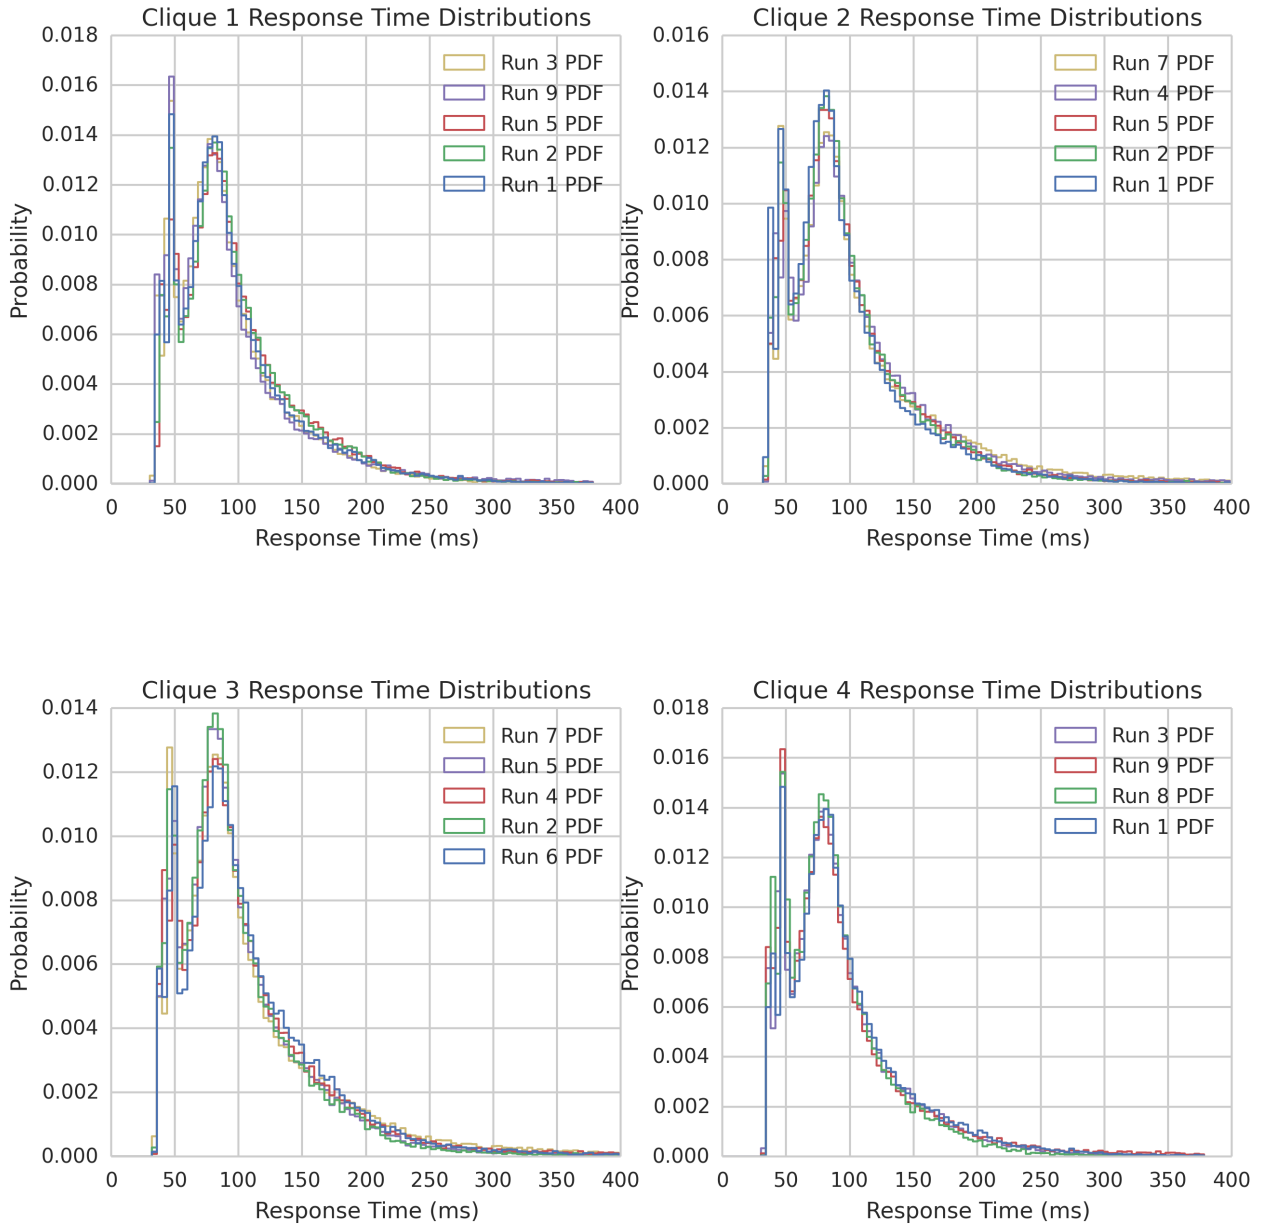 Clique 1 Response Time Distributions
0.018
0.016
0.014
0.012
0.010
0.008
0.006
0.004
0.002
0.000
Probability
Run 3 PDF
Run 9 PDF
Run 5 PDF
Run 2 PDF
Run 1 PDF
0 50 100 150 200 250 300 350 400
Response Time (ms)
Clique 2 Response Time Distributions
0.016
0.014
0.012
0.010
0.008
0.006
0.004
0.002
0.000
Probability
Run 7 PDF
Run 4 PDF
Run 5 PDF
Run 2 PDF
Run 1 PDF
0 50 100 150 200 250 300 350 400
Response Time (ms)
Clique 3 Response Time Distributions
0.014
0.012
0.010
0.008
0.006
0.004
0.002
0.000
Probability
Run 7 PDF
Run 5 PDF
Run 4 PDF
Run 2 PDF
Run 6 PDF
0 50 100 150 200 250 300 350 400
Response Time (ms)
Clique 4 Response Time Distributions
0.018
0.016
0.014
0.012
0.010
0.008
0.006
0.004
0.002
0.000
Probability
Run 3 PDF
Run 9 PDF
Run 8 PDF
Run 1 PDF
0 50 100 150 200 250 300 350 400
Response Time (ms)